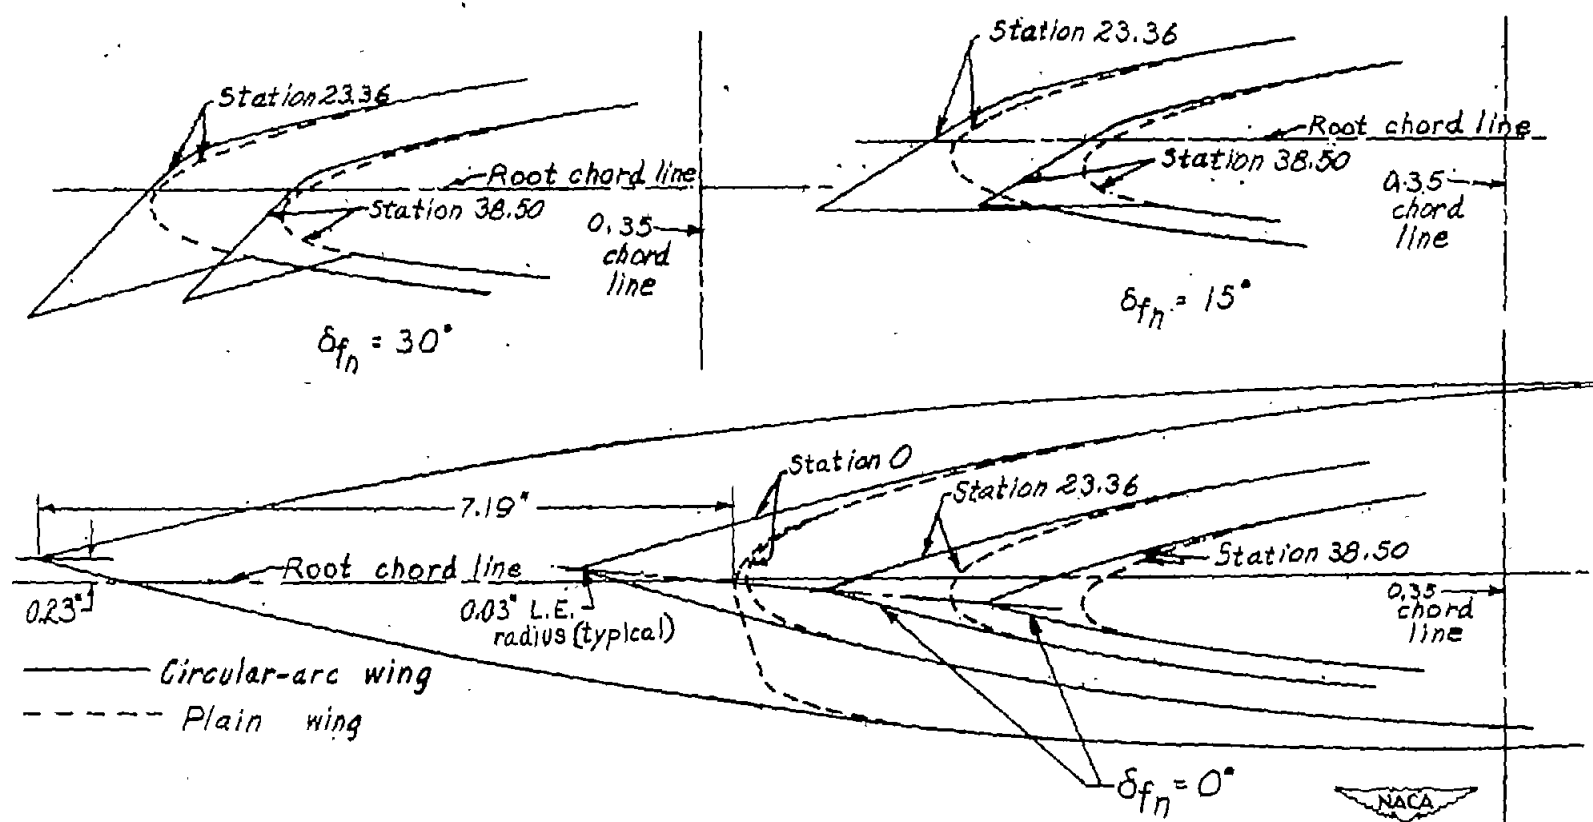 Station 23.36
Root chord line
Station 38.50
0.35
chord
line
δfn = 30°
Station 23.36
Root chord line
Station 38.50
0.35
chord
line
δfn = 15°
Station 0
Station 23.36
7.19"
Station 38.50
Root chord line
0.23"
0.03" L.E.
radius (typical)
0.35
chord
line
Circular-arc wing
Plain wing
δfn = 0°
NACA